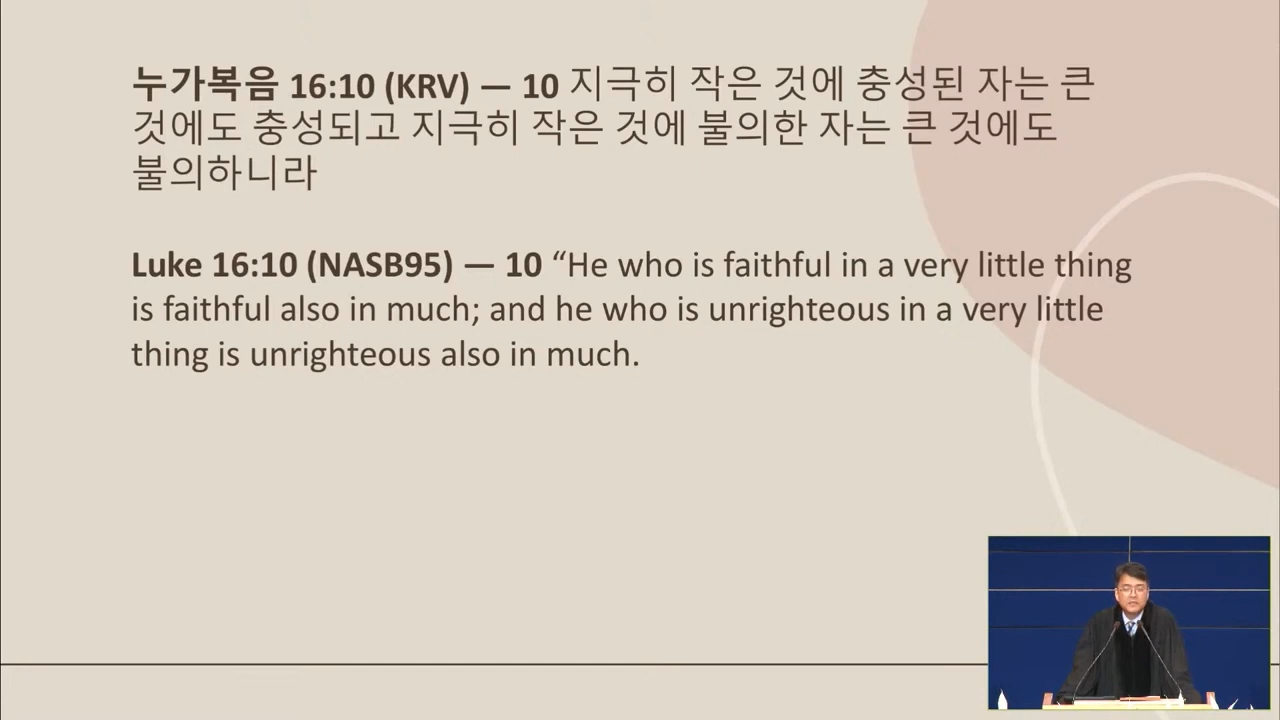 누가복음 16:10 (KRV) — 10 지극히 작은 것에 충성된 자는 큰
것에도 충성되고 지극히 작은 것에 불의한 자는 큰 것에도
불의하니라
Luke 16:10 (NASB95) — 10 “He who is faithful in a very little thing
is faithful also in much; and he who is unrighteous in a very little
thing is unrighteous also in much.